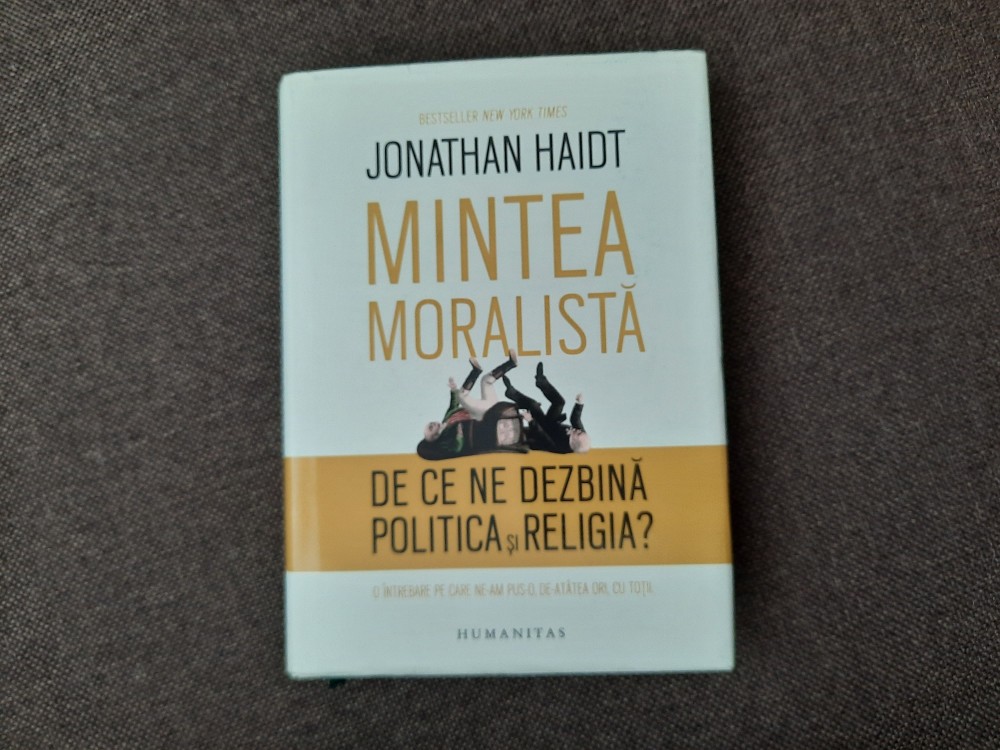 BESTSELLER NEW YORK TIMES
JONATHAN HAIDT
MINTEA
MORALISTĂ
DE CE NE DEZBINĂ
POLITICA ȘI RELIGIA?
O ÎNTREBARE PE CARE NE-AM PUS-O, DE-ATÂTEA ORI, CU TOȚII.
HUMANITAS